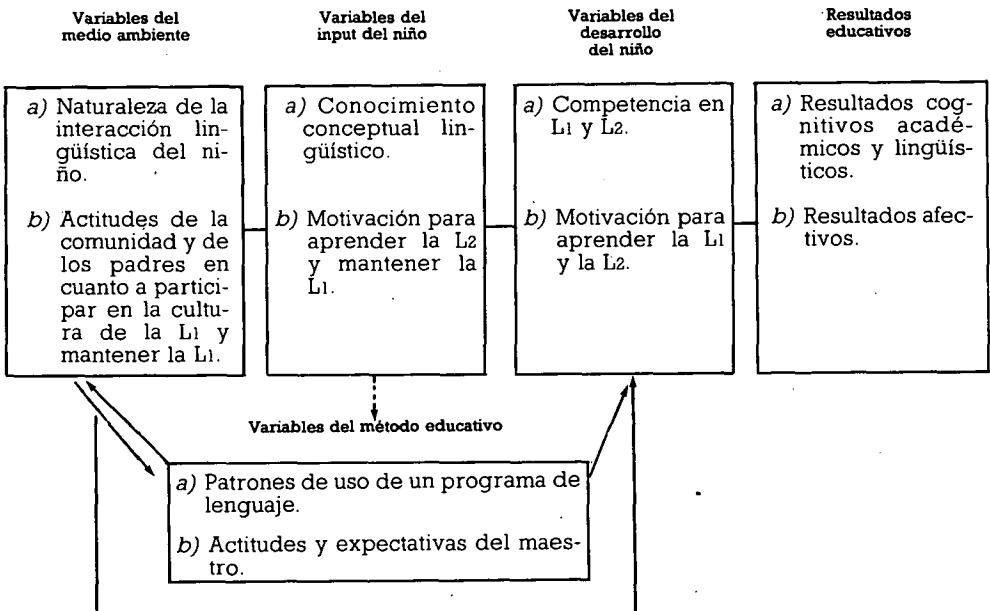 Variables del
medio ambiente
Variables del
input del niño
Variables del
desarrollo
del niño
Resultados
educativos
a) Naturaleza de la
interacción lin-
güística del ni-
ño.
b) Actitudes de la
comunidad y de
los padres en
cuanto a partici-
par en la cultu-
ra de la L1 y
mantener la L1.
a) Conocimiento
conceptual lin-
güístico.
b) Motivación para
aprender la L2
y mantener la
L1.
a) Competencia en
L1 y L2.
b) Motivación para
aprender la L1
y la L2.
a) Resultados cog-
nitivos acadé-
micos y lingüís-
ticos.
b) Resultados afec-
tivos.
Variables del método educativo
a) Patrones de uso de un programa de
lenguaje.
b) Actitudes y expectativas del maes-
tro.